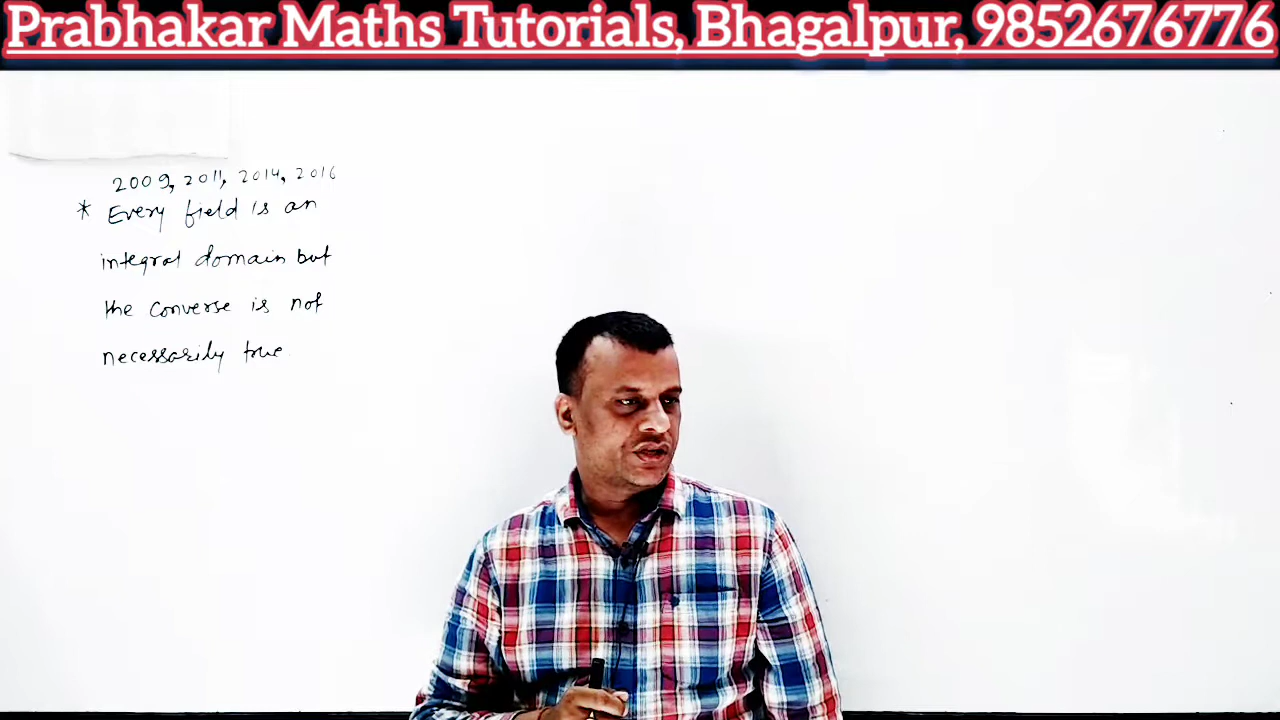 Prabhakar Maths Tutorials, Bhagalpur, 9852676776
2009, 2011, 2014, 2016
* Every field is an
integral domain but
the converse is not
necessarily true.